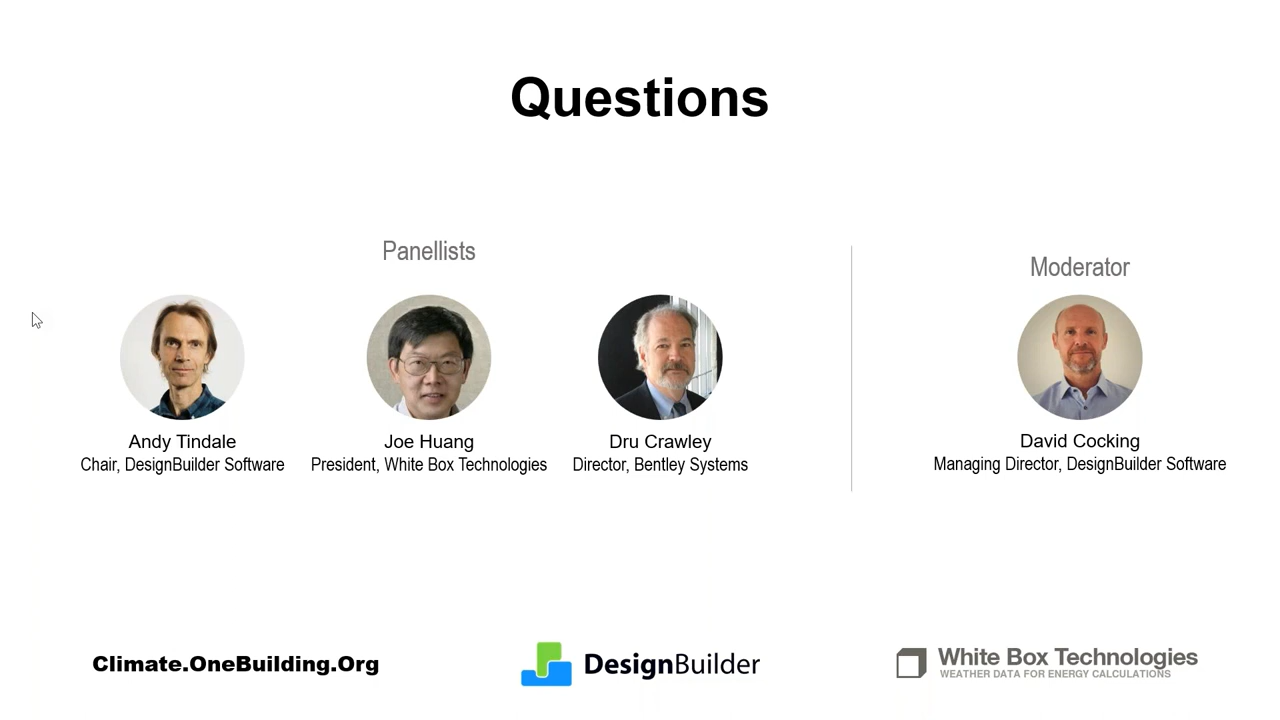 Questions
Panellists
Andy Tindale
Chair, DesignBuilder Software
Joe Huang
President, White Box Technologies
Dru Crawley
Director, Bentley Systems
Moderator
David Cocking
Managing Director, DesignBuilder Software
Climate.OneBuilding.Org
DesignBuilder
White Box Technologies
WEATHER DATA FOR ENERGY CALCULATIONS